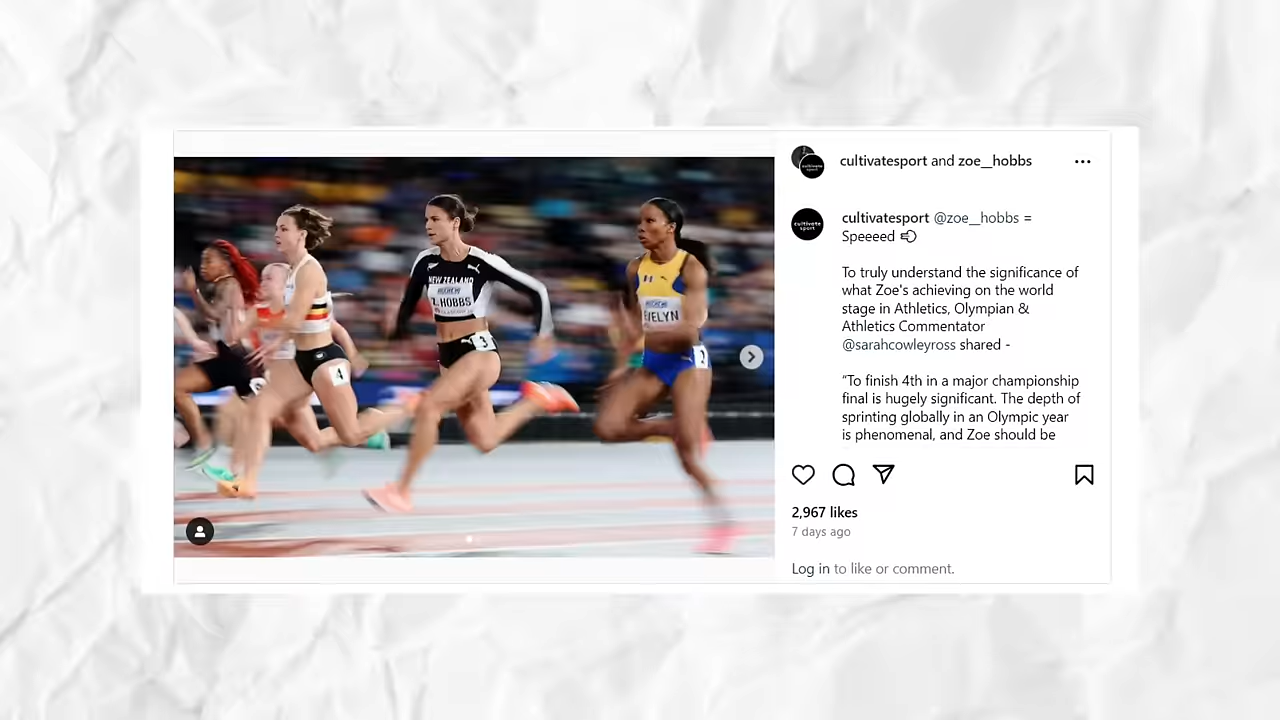 cultivatesport and zoe__hobbs
cultivate
sport
cultivatesport @zoe__hobbs =
Speeeed
To truly understand the significance of
what Zoe's achieving on the world
stage in Athletics, Olympian &
Athletics Commentator
@sarahcowleyross shared -
“To finish 4th in a major championship
final is hugely significant. The depth of
sprinting globally in an Olympic year
is phenomenal, and Zoe should be
2,967 likes
7 days ago
Log in to like or comment.
NEW ZEALAND
Z. HOBBS
3
4
EVELYN
2